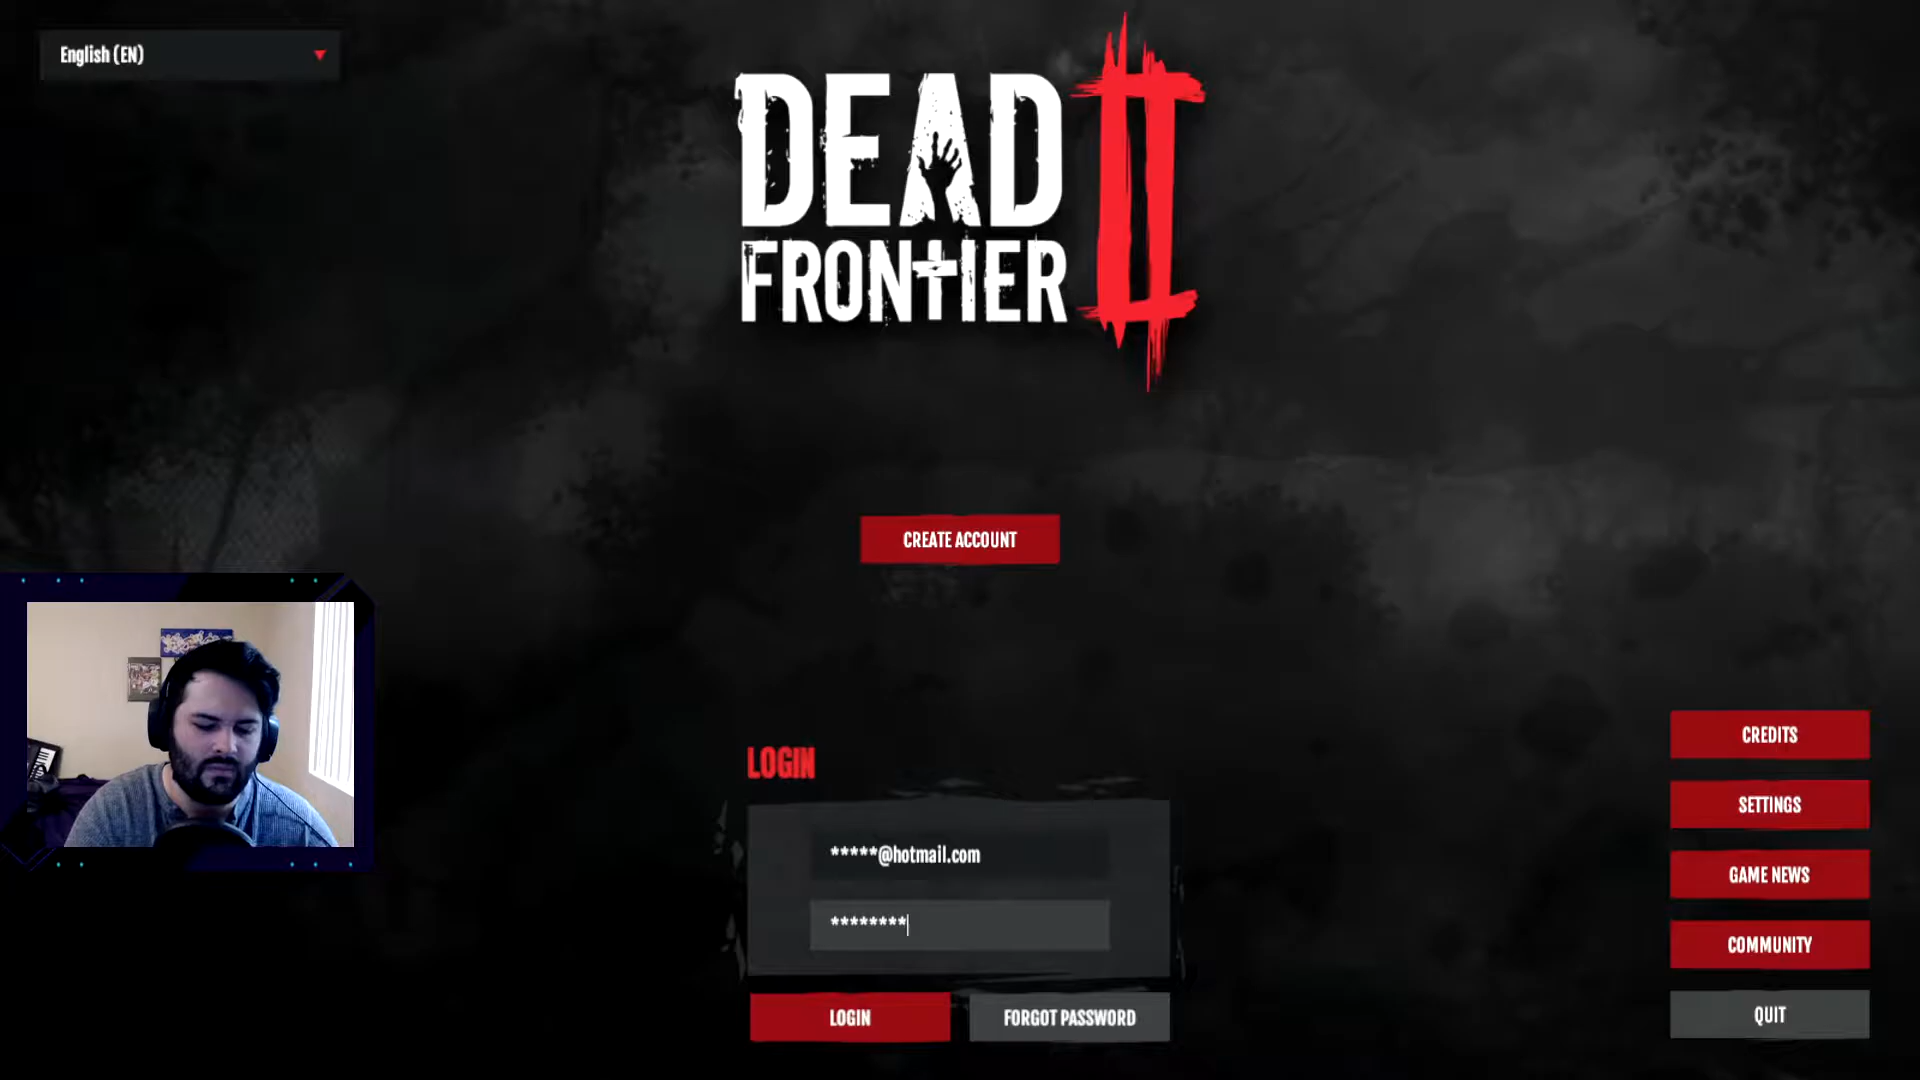 English (EN)
DEAD
FRONTIER
II
CREATE ACCOUNT
LOGIN
*****@hotmail.com
********
LOGIN
FORGOT PASSWORD
CREDITS
SETTINGS
GAME NEWS
COMMUNITY
QUIT